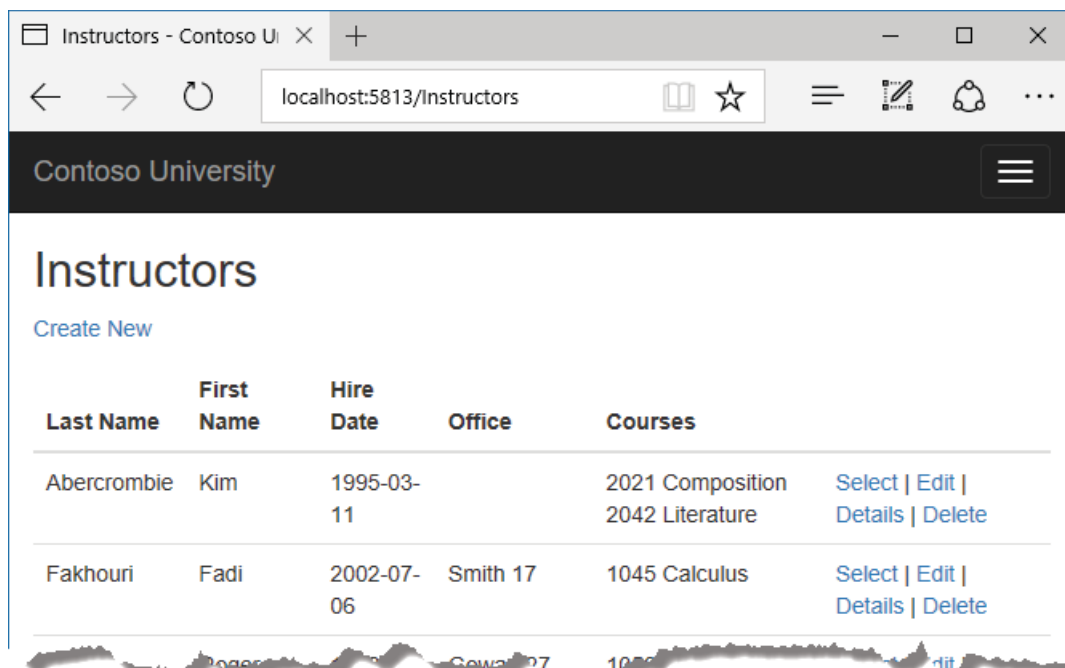 Instructors - Contoso U
localhost:5813/Instructors
Contoso University
Instructors
Create New
Last Name First Name Hire Date Office Courses
Abercrombie Kim 1995-03-11 2021 Composition Select | Edit |
2042 Literature Details | Delete
Fakhouri Fadi 2002-07-06 Smith 17 1045 Calculus Select | Edit |
Details | Delete